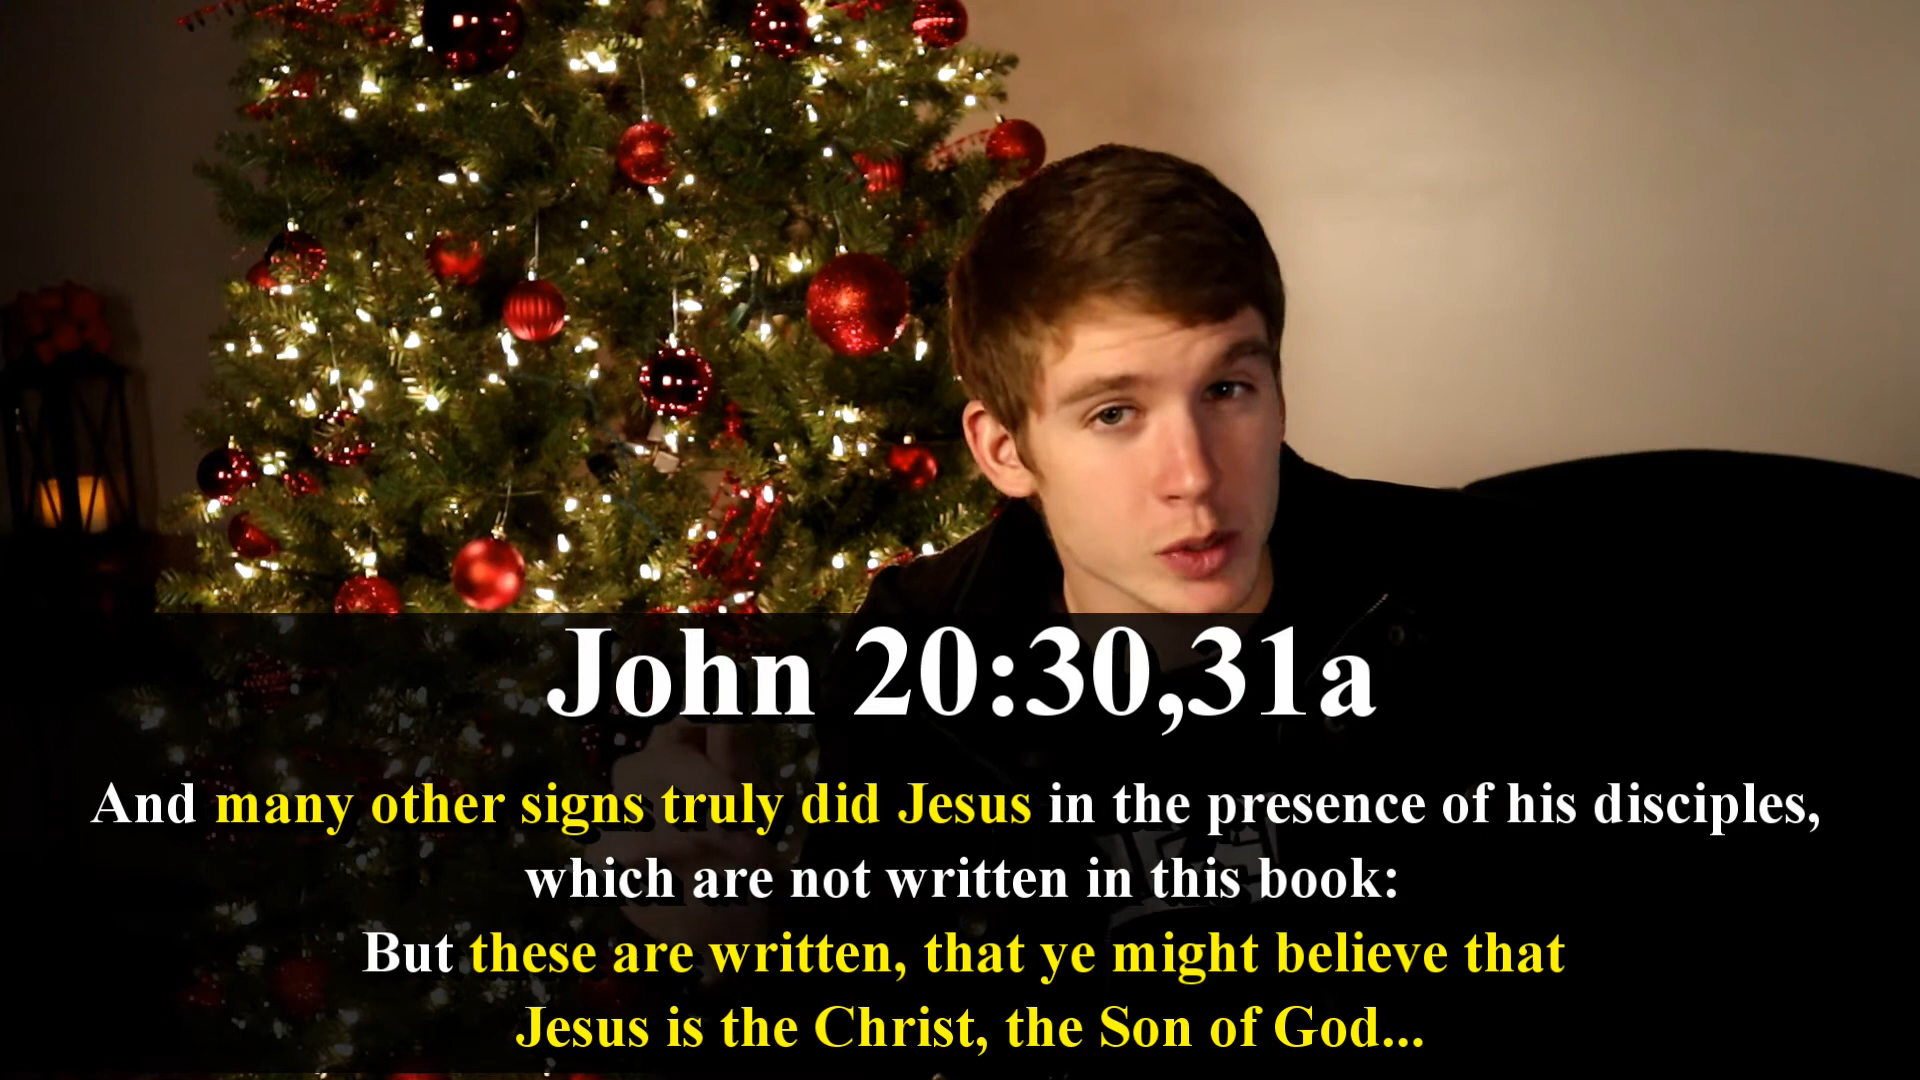 John 20:30,31a
And many other signs truly did Jesus in the presence of his disciples,
which are not written in this book:
But these are written, that ye might believe that
Jesus is the Christ, the Son of God...